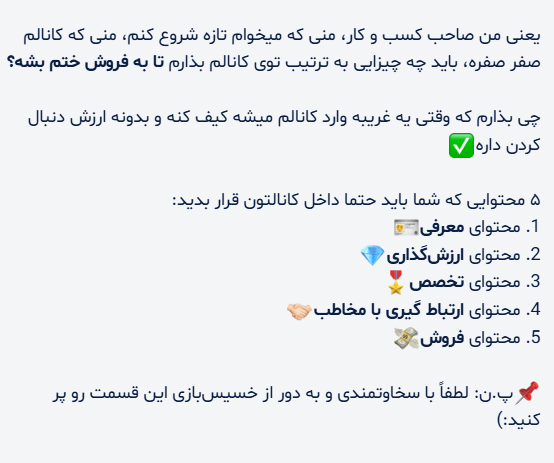 یعنی من صاحب کسب و کار، منی که میخوام تازه شروع کنم، منی که کانالم
صفر صفره، باید چه چیزایی به ترتیب توی کانالم بذارم تا به فروش ختم بشه؟
چی بذارم که وقتی یه غریبه وارد کانالم میشه کیف کنه و بدونه ارزش دنبال
کردن داره✅
۵ محتوایی که شما باید حتما داخل کانالتون قرار بدید:
1. محتوای معرفی🪪
2. محتوای ارزش‌گذاری💎
3. محتوای تخصص🎖
4. محتوای ارتباط گیری با مخاطب🤝🏻
5. محتوای فروش💸
📌پ.ن: لطفاً با سخاوتمندی و به دور از خسیس‌بازی این قسمت رو پر
کنید:)